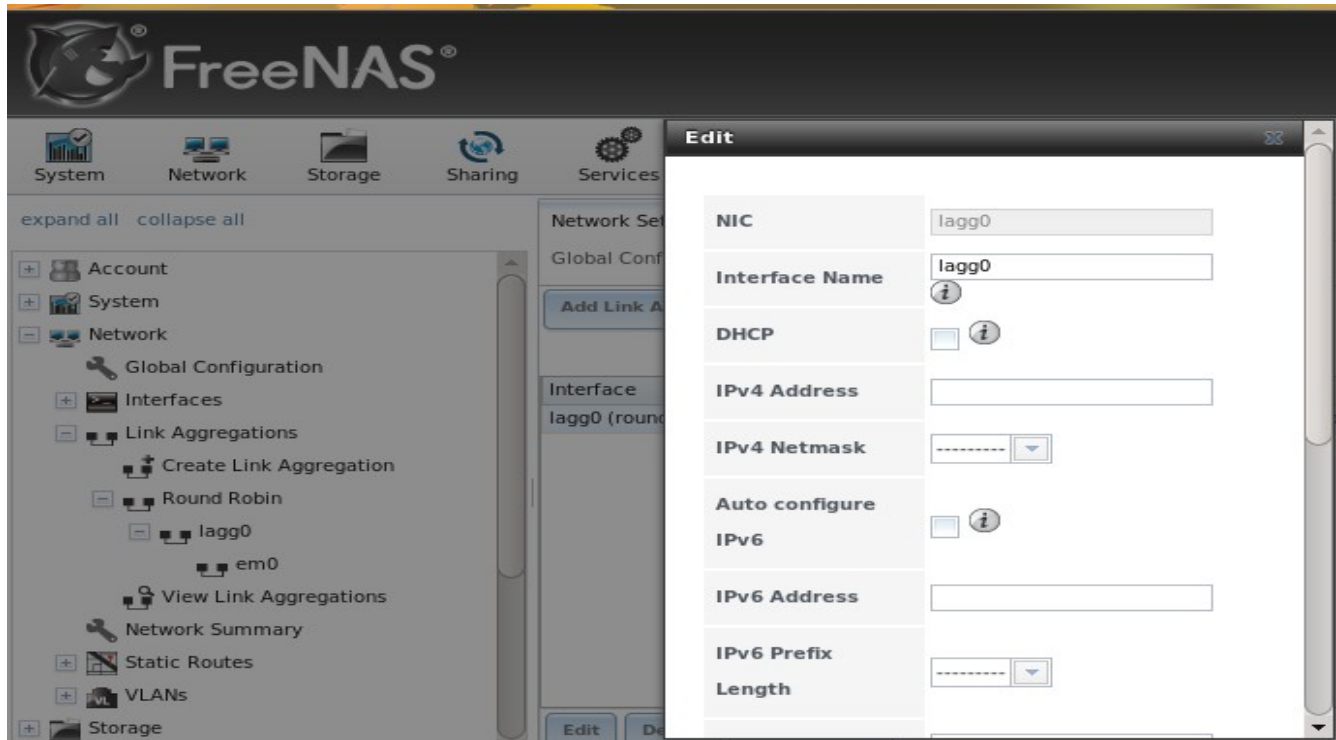 FreeNAS®
System
Network
Storage
Sharing
Services
expand all collapse all
Account
System
Network
Global Configuration
Interfaces
Link Aggregations
Create Link Aggregation
Round Robin
lagg0
em0
View Link Aggregations
Network Summary
Static Routes
VLANs
Storage
Network Set
Global Conf
Add Link A
Interface
lagg0 (roun
Edit De
Edit
NIC lagg0
Interface Name lagg0
DHCP
IPv4 Address
IPv4 Netmask ---------
Auto configure
IPv6
IPv6 Address
IPv6 Prefix
Length ---------